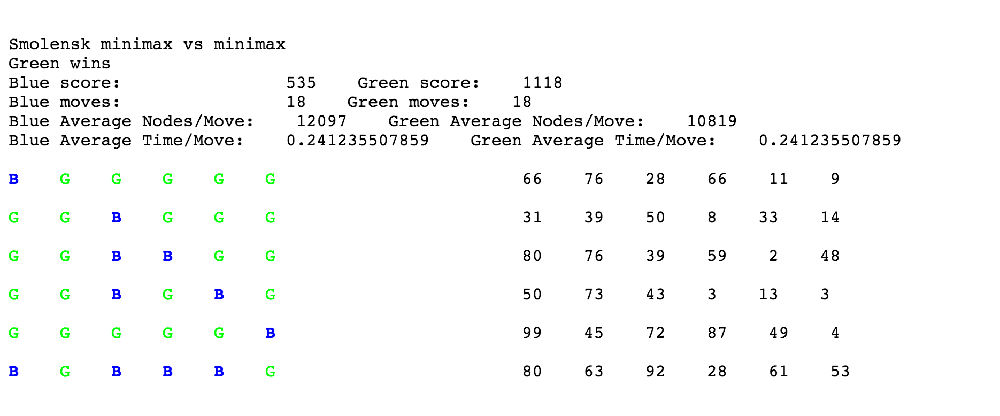 Smolensk minimax vs minimax
Green wins
Blue score: 535 Green score: 1118
Blue moves: 18 Green moves: 18
Blue Average Nodes/Move: 12097 Green Average Nodes/Move: 10819
Blue Average Time/Move: 0.241235507859 Green Average Time/Move: 0.241235507859
B G G G G G 66 76 28 66 11 9
G G B G G G 31 39 50 8 33 14
G G B B G G 80 76 39 59 2 48
G G B G B G 50 73 43 3 13 3
G G G G G B 99 45 72 87 49 4
B G B B B G 80 63 92 28 61 53